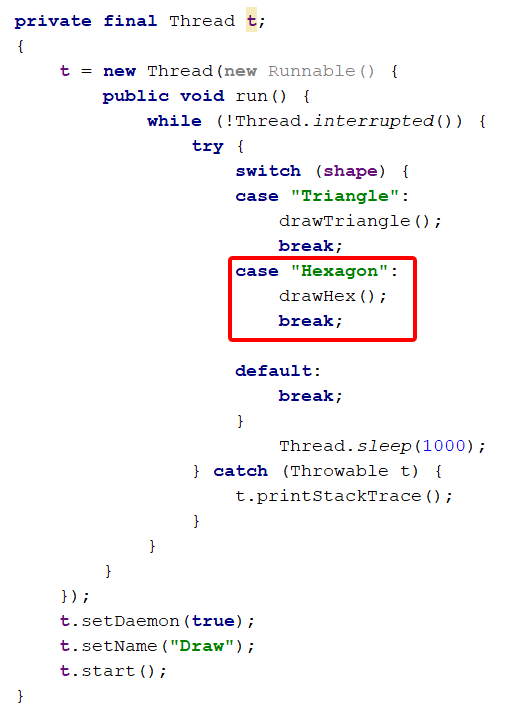 private final Thread t;
{
    t = new Thread(new Runnable() {
        public void run() {
            while (!Thread.interrupted()) {
                try {
                    switch (shape) {
                    case "Triangle":
                        drawTriangle();
                        break;
                    case "Hexagon":
                        drawHex();
                        break;

                    default:
                        break;
                    }
                        Thread.sleep(1000);
                } catch (Throwable t) {
                    t.printStackTrace();
                }
            }
        }
    });
    t.setDaemon(true);
    t.setName("Draw");
    t.start();
}